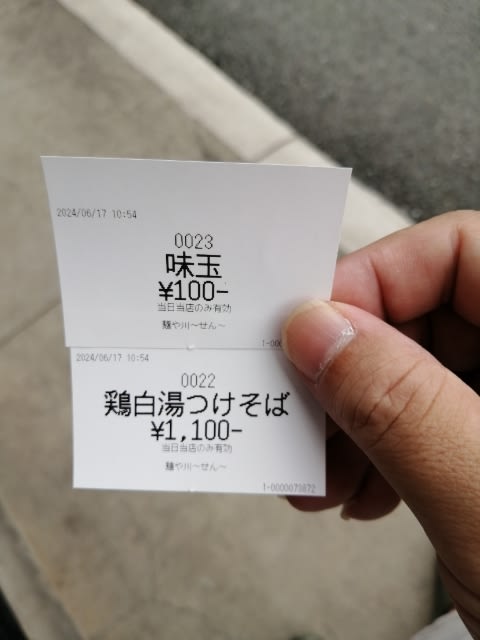 2024/06/17 10:54
0023
味玉
¥100-
当日当店のみ有効
麺や川～せん～
2024/06/17 10:54
0022
鶏白湯つけそば
¥1,100-
当日当店のみ有効
麺や川～せん～
1-0000073872